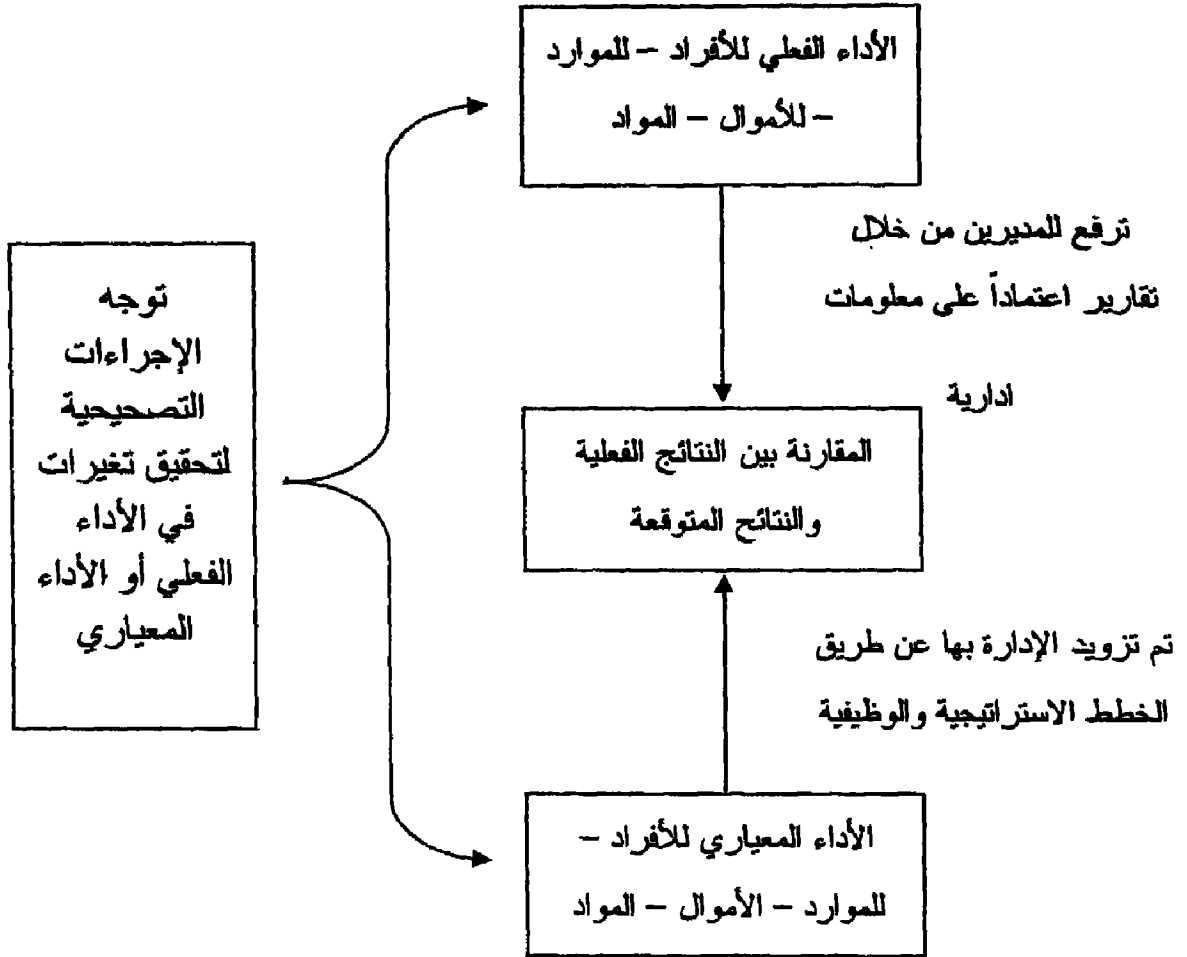 الأداء الفعلي للأفراد – للموارد
– للأموال – المواد
ترفع للمديرين من خلال
تقارير اعتماداً على معلومات
ادارية
توجه
الإجراءات
التصحيحية
لتحقيق تغيرات
في الأداء
الفعلي أو الأداء
المعياري
المقارنة بين النتائج الفعلية
والنتائج المتوقعة
تم تزويد الإدارة بها عن طريق
الخطط الاستراتيجية والوظيفية
الأداء المعياري للأفراد –
للموارد – الأموال – المواد